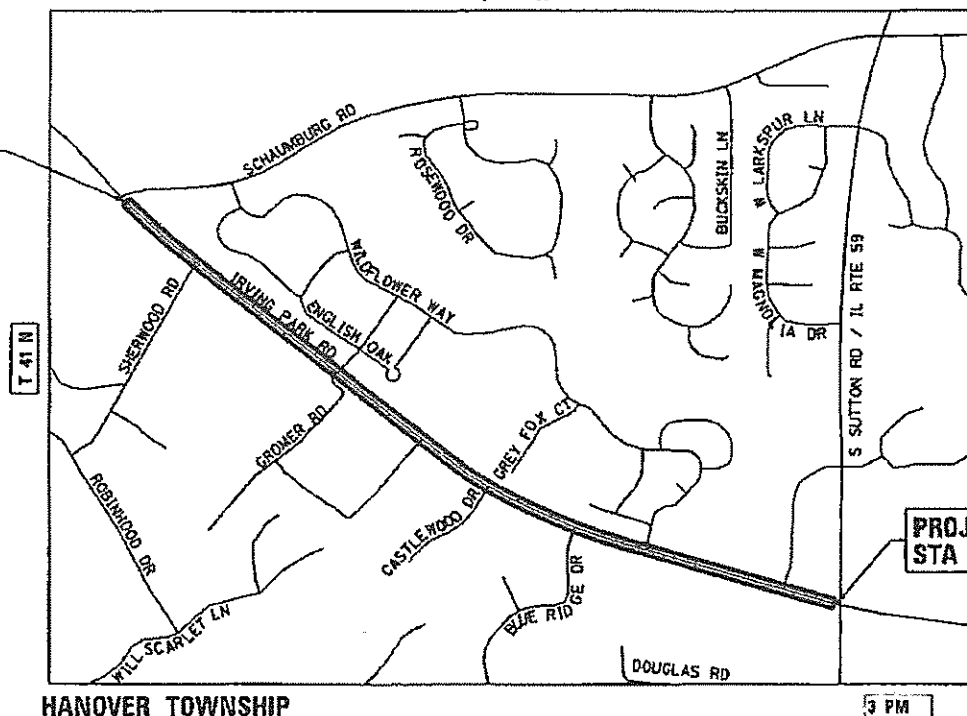 SCHAUMBURG RD
ROSEWOOD DR
BUCKSKIN LN
W LARKSPUR LN
W MAGNOLIA DR
S SUTTON RD / IL RTE 59
WILDFLOWER WAY
IRVING PARK RD
ENGLISH OAK
SHERWOOD RD
T 41 N
GROMER RD
GREY FOX CT
CASTLEWOOD DR
ROBINHOOD DR
PROJ
STA
BLUE RIDGE DR
WILL SCARLET LN
DOUGLAS RD
HANOVER TOWNSHIP
3 PM